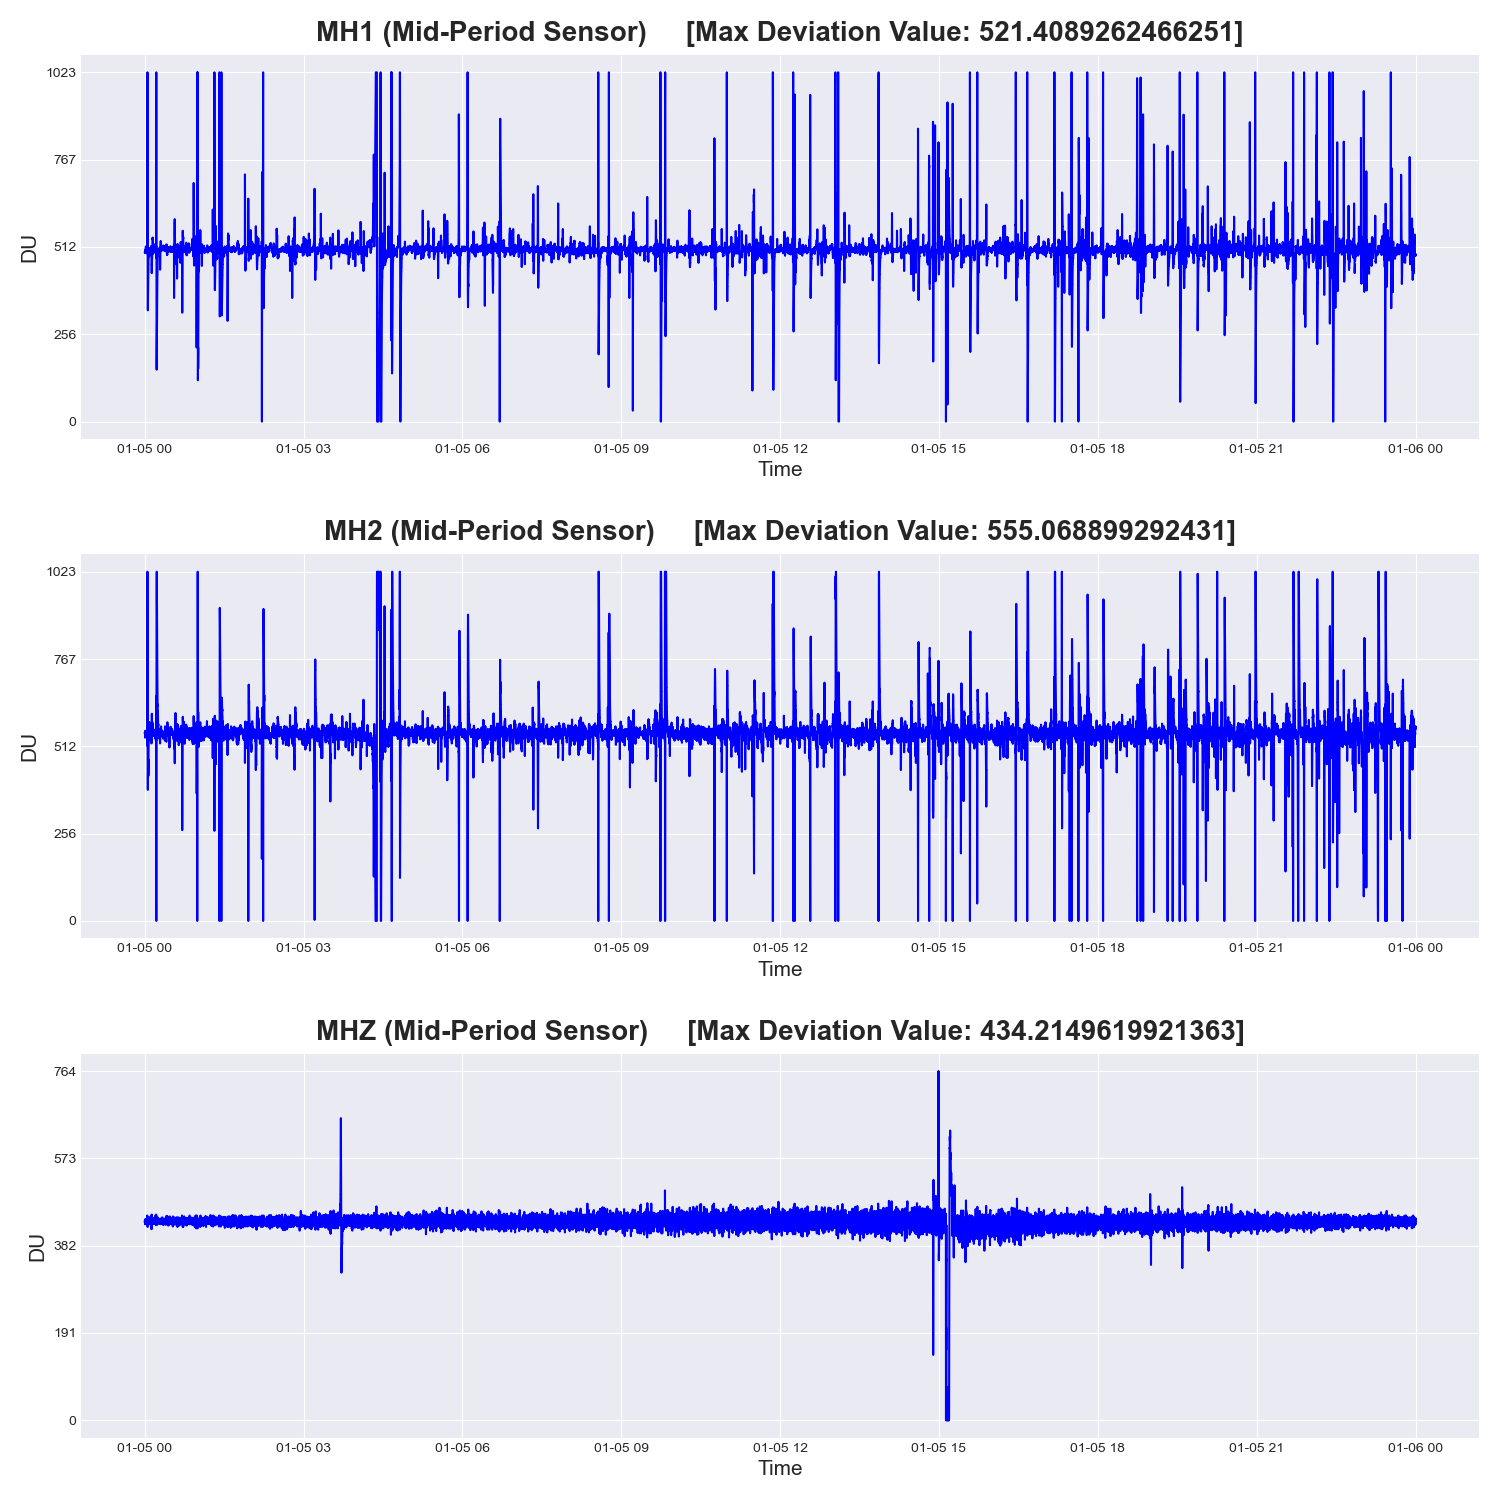 MH1 (Mid-Period Sensor) [Max Deviation Value: 521.4089262466251]
1023
767
512
256
0
DU
01-05 00 01-05 03 01-05 06 01-05 09 01-05 12 01-05 15 01-05 18 01-05 21 01-06 00
Time
MH2 (Mid-Period Sensor) [Max Deviation Value: 555.068899292431]
1023
767
512
256
0
DU
01-05 00 01-05 03 01-05 06 01-05 09 01-05 12 01-05 15 01-05 18 01-05 21 01-06 00
Time
MHZ (Mid-Period Sensor) [Max Deviation Value: 434.2149619921363]
764
573
382
191
0
DU
01-05 00 01-05 03 01-05 06 01-05 09 01-05 12 01-05 15 01-05 18 01-05 21 01-06 00
Time